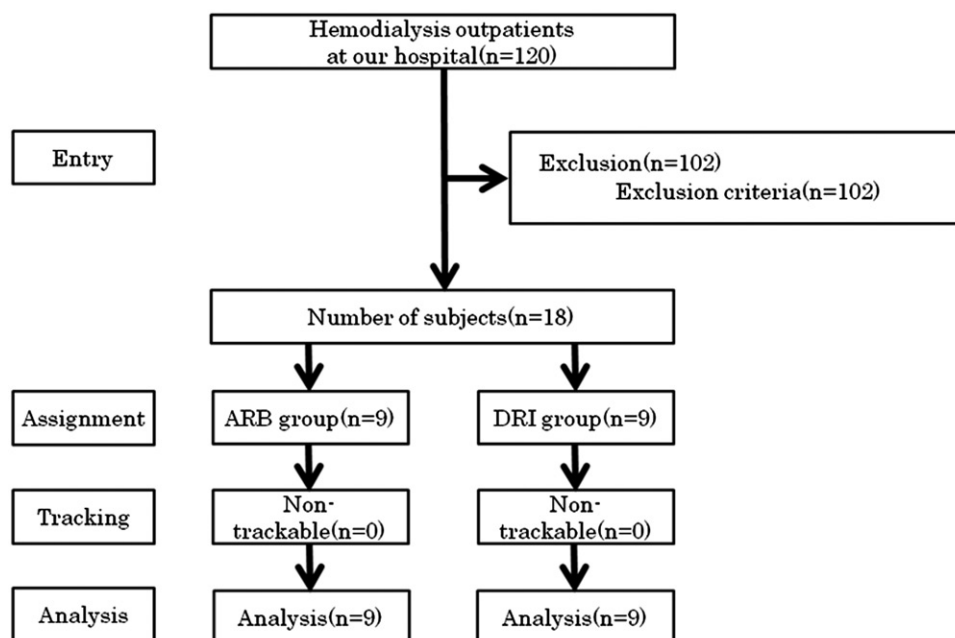 Hemodialysis outpatients
at our hospital(n=120)
Entry
Exclusion(n=102)
Exclusion criteria(n=102)
Number of subjects(n=18)
Assignment
ARB group(n=9)
DRI group(n=9)
Tracking
Non-
trackable(n=0)
Non-
trackable(n=0)
Analysis
Analysis(n=9)
Analysis(n=9)